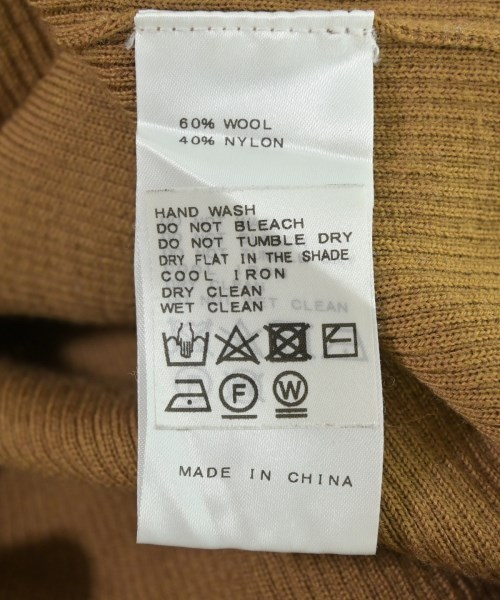 60% WOOL
40% NYLON
HAND WASH
DO NOT BLEACH
DO NOT TUMBLE DRY
DRY FLAT IN THE SHADE
COOL IRON
DRY CLEAN
WET CLEAN
F W
MADE IN CHINA